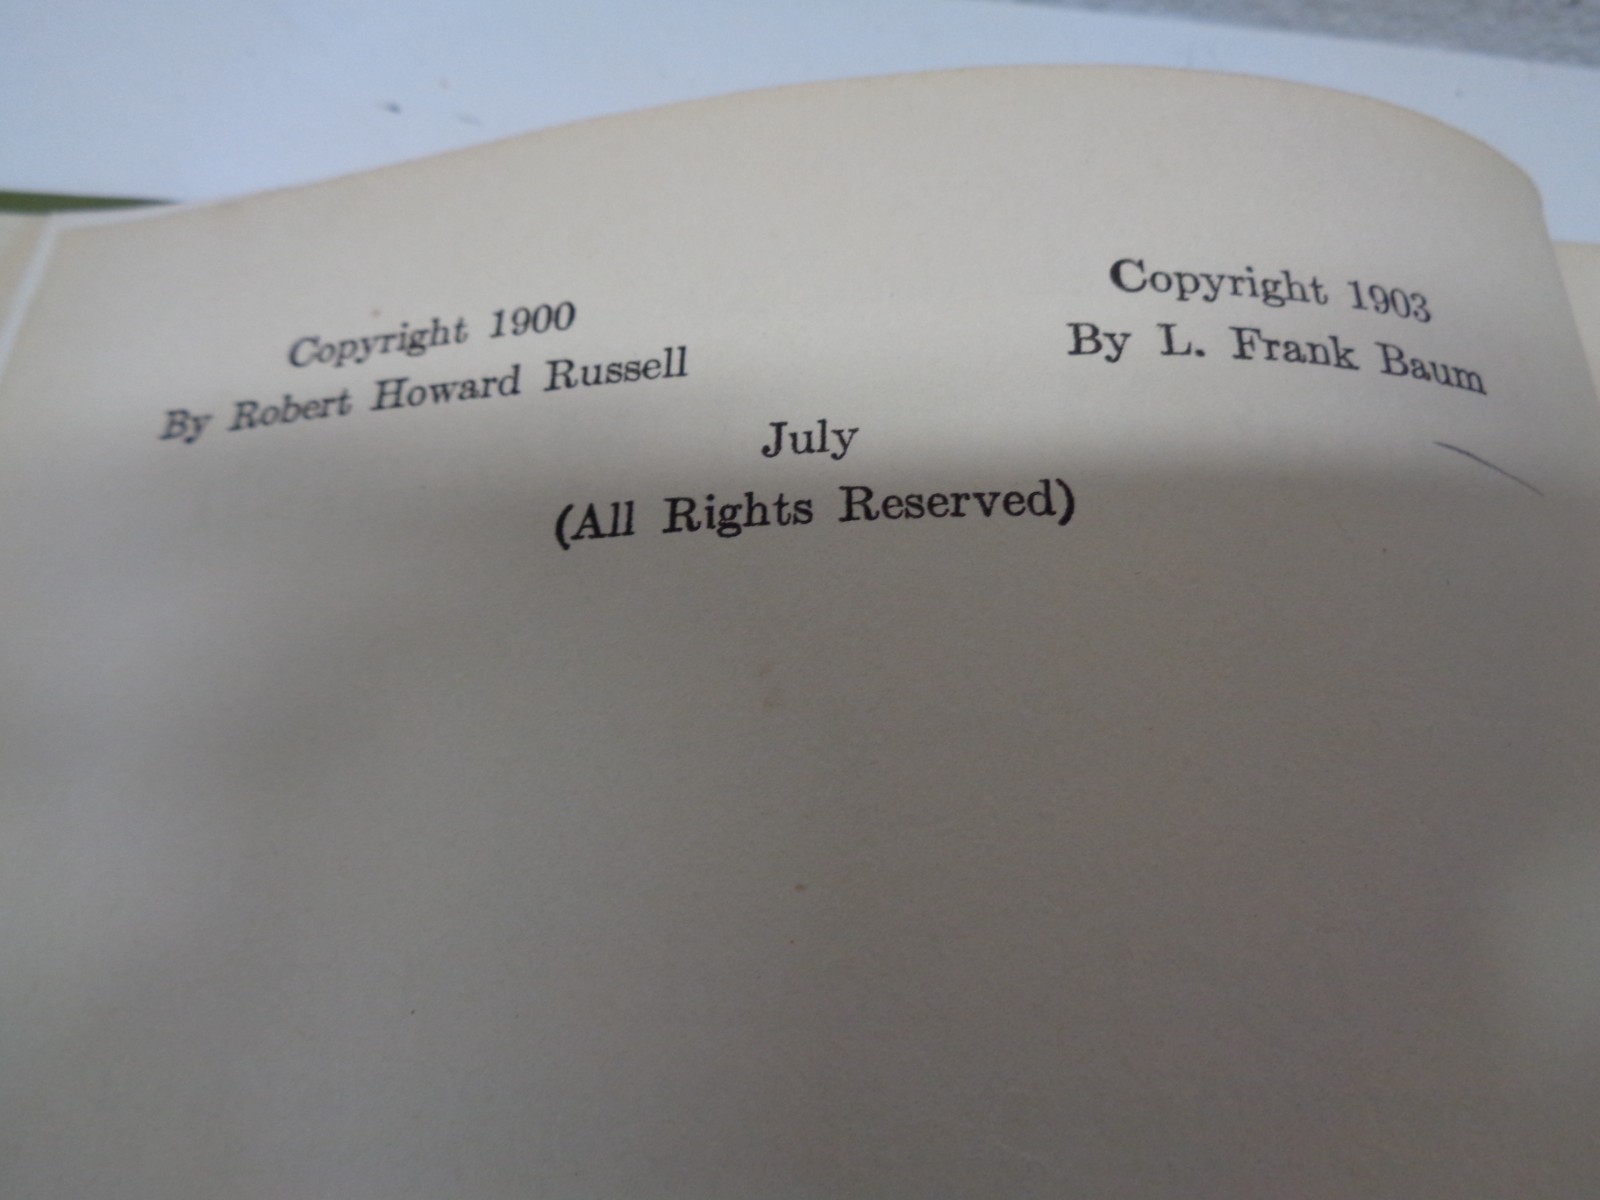 Copyright 1900
By Robert Howard Russell
Copyright 1903
By L. Frank Baum
July
(All Rights Reserved)